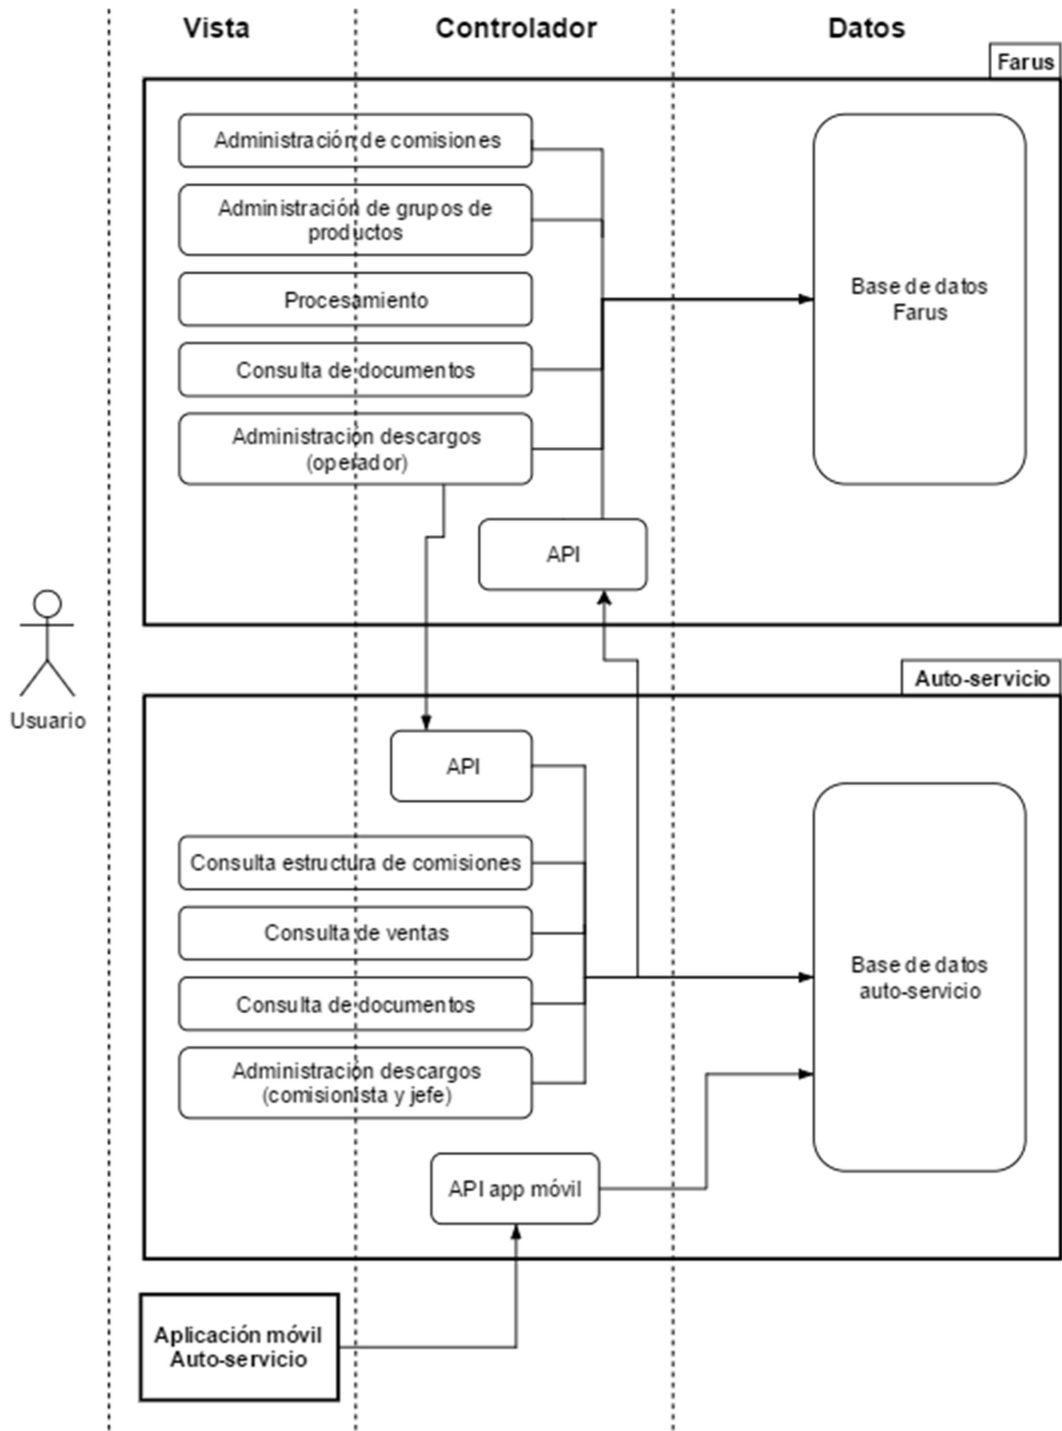 Vista
Controlador
Datos
Farus
Administración de comisiones
Administración de grupos de
productos
Procesamiento
Consulta de documentos
Administración descargos
(operador)
API
Base de datos
Farus
Usuario
Auto-servicio
API
Consulta estructura de comisiones
Consulta de ventas
Consulta de documentos
Administración descargos
(comisionista y jefe)
API app móvil
Base de datos
auto-servicio
Aplicación móvil
Auto-servicio